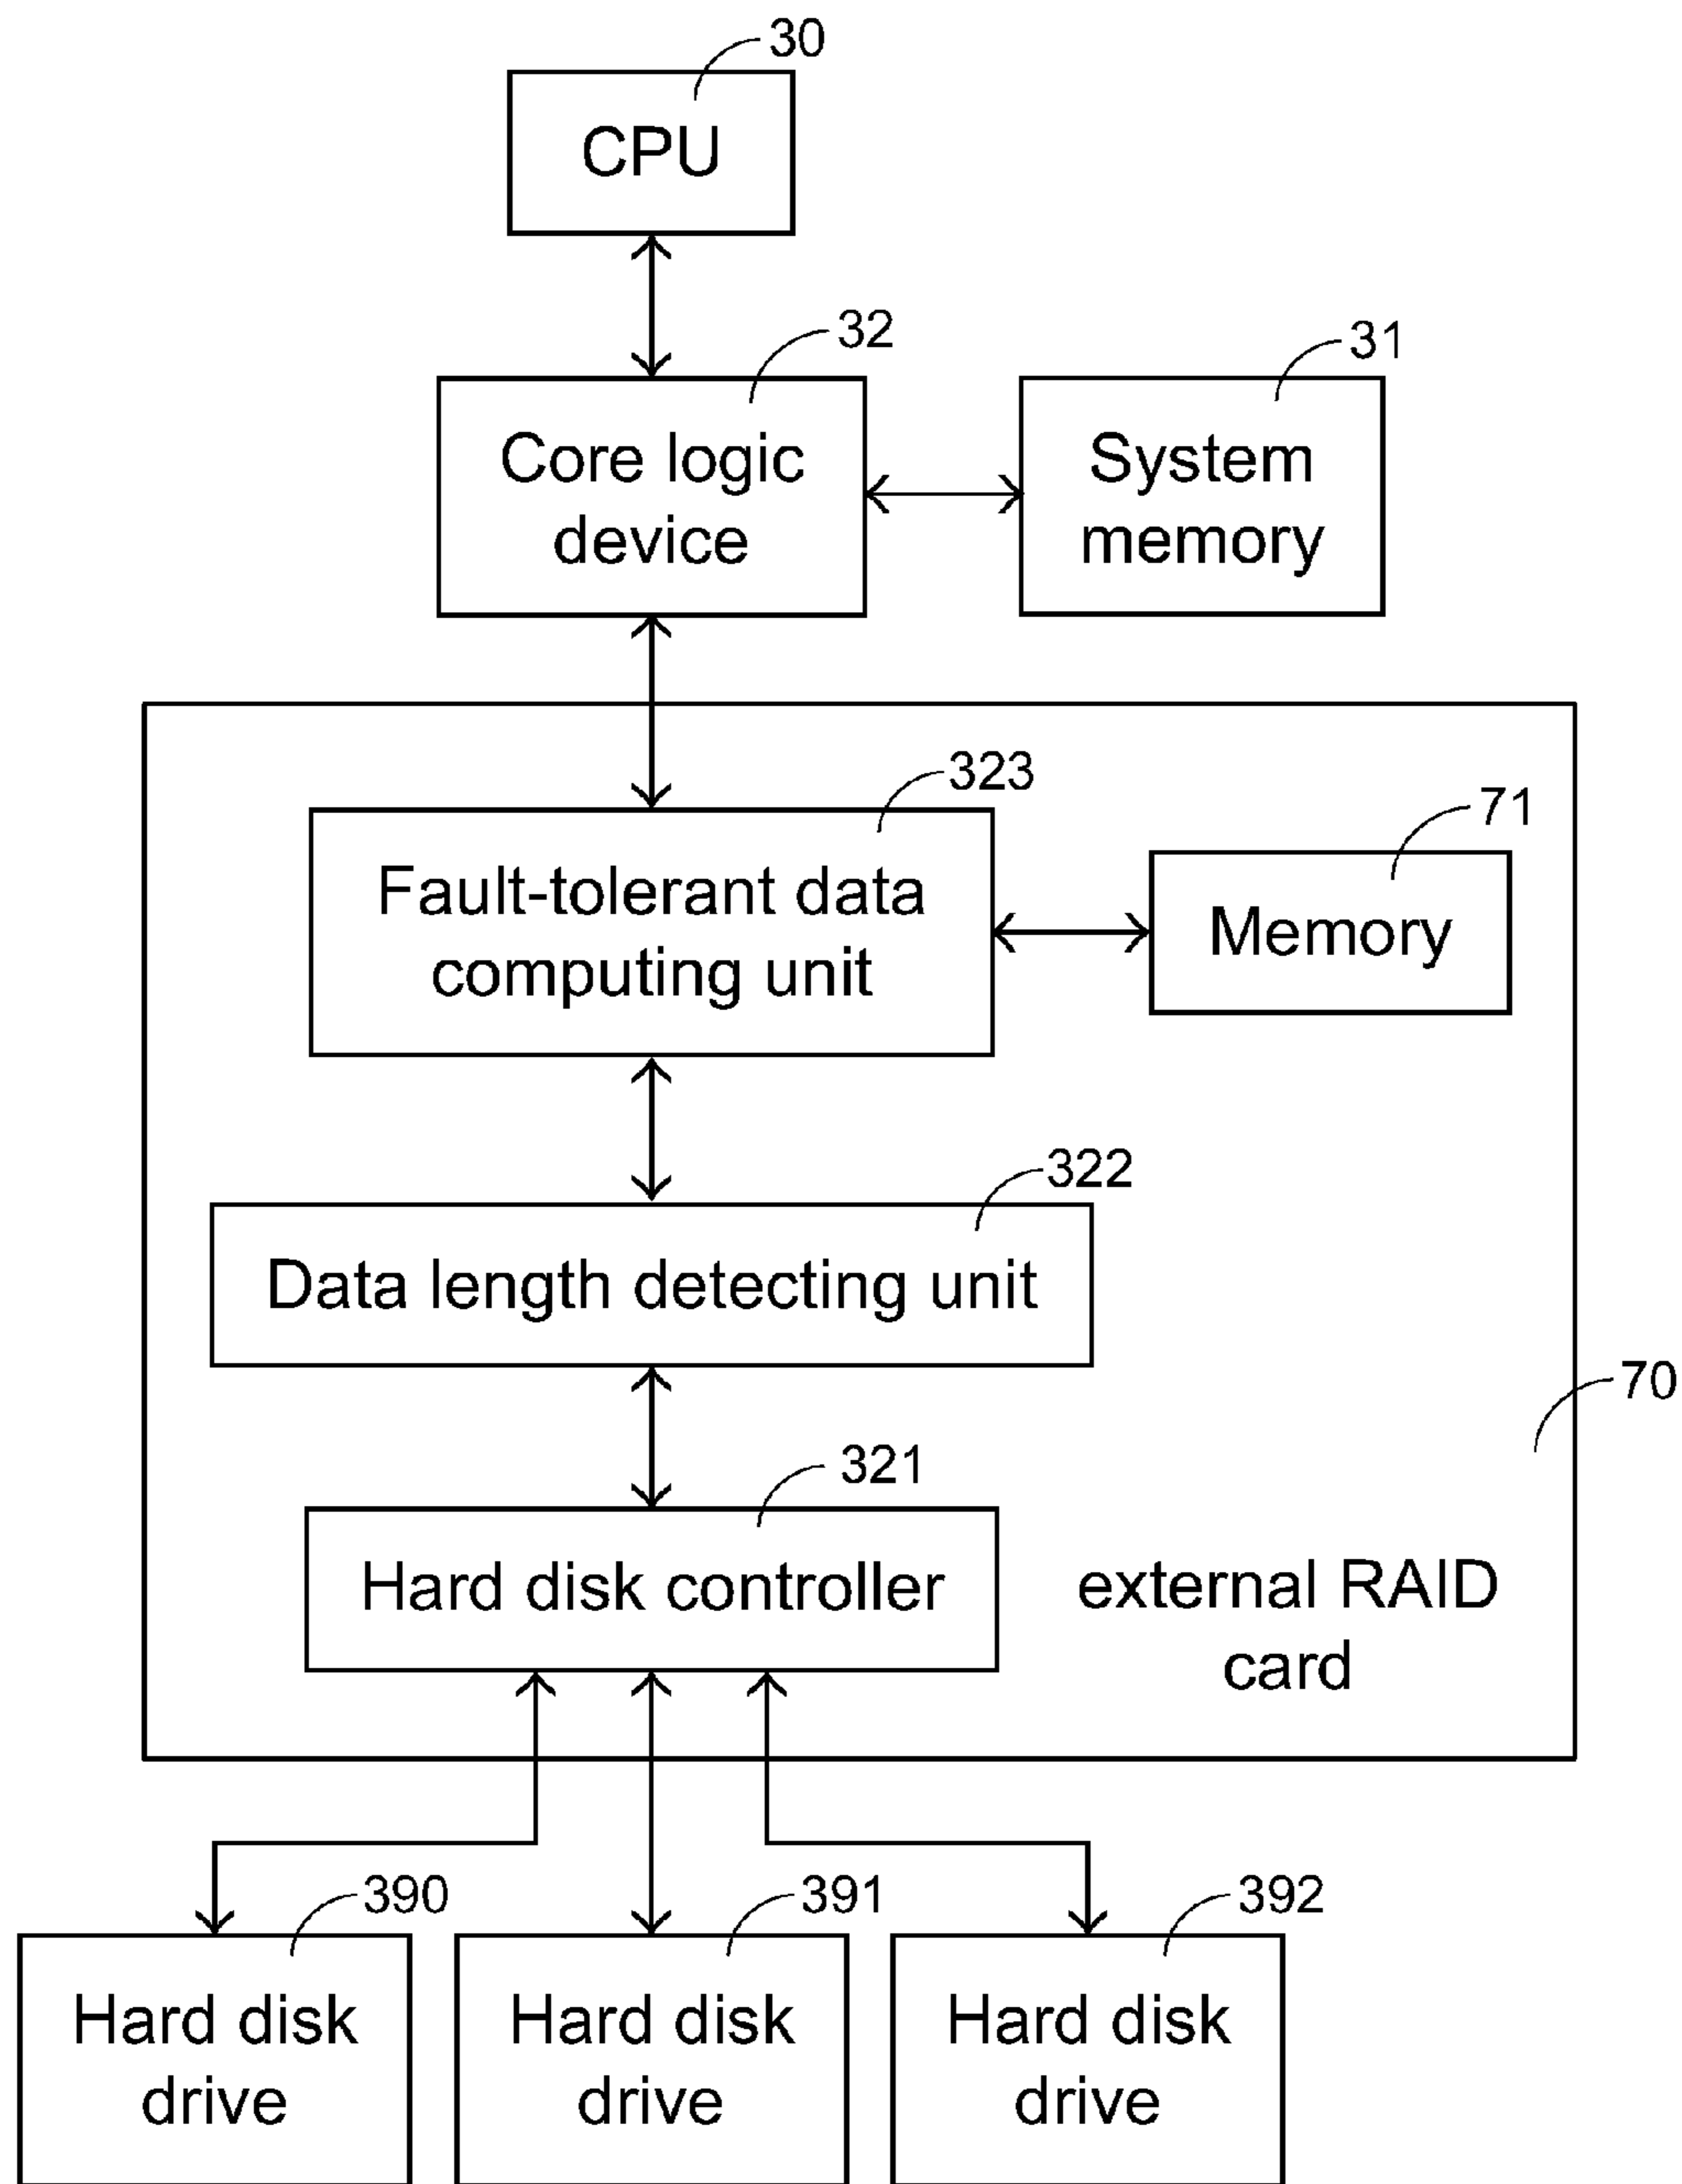 30
CPU
32
31
Core logic
device
System
memory
323
71
Fault-tolerant data
computing unit
Memory
322
Data length detecting unit
70
321
Hard disk controller
external RAID
card
390
391
392
Hard disk
drive
Hard disk
drive
Hard disk
drive